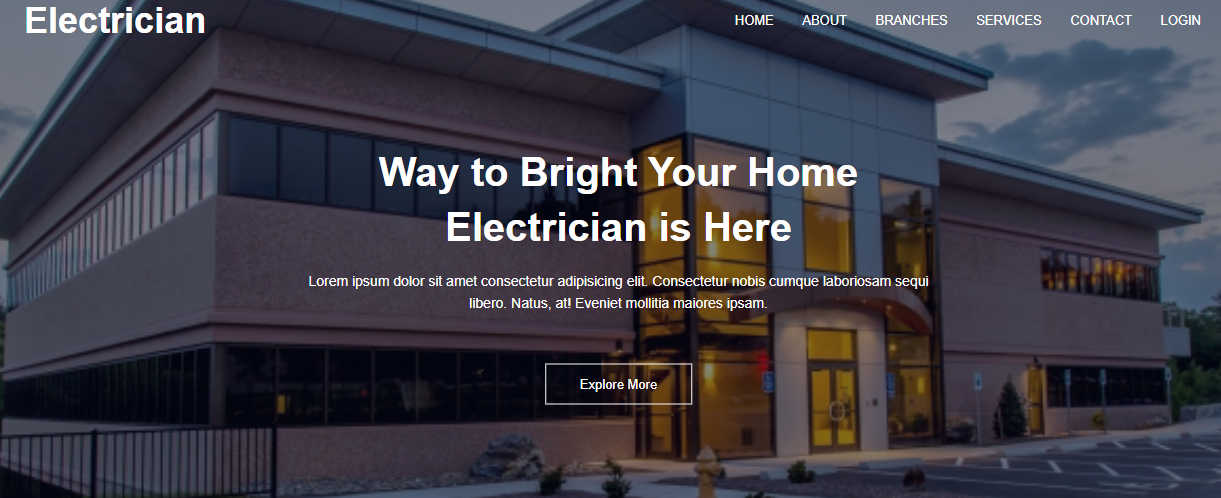 Electrician
HOME ABOUT BRANCHES SERVICES CONTACT LOGIN
Way to Bright Your Home
Electrician is Here
Lorem ipsum dolor sit amet consectetur adipisicing elit. Consectetur nobis cumque laboriosam sequi
libero. Natus, at! Eveniet mollitia maiores ipsam.
Explore More